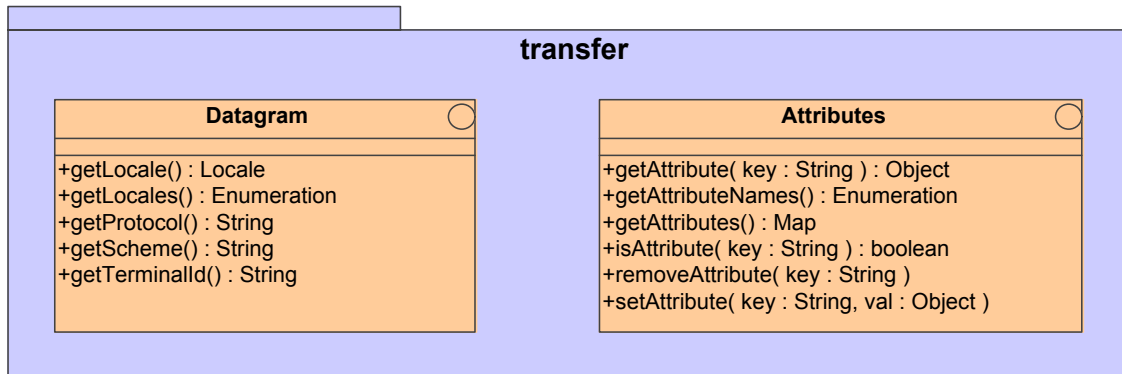 transfer
Datagram
+getLocale() : Locale
+getLocales() : Enumeration
+getProtocol() : String
+getScheme() : String
+getTerminalId() : String
Attributes
+getAttribute( key : String ) : Object
+getAttributeNames() : Enumeration
+getAttributes() : Map
+isAttribute( key : String ) : boolean
+removeAttribute( key : String )
+setAttribute( key : String, val : Object )